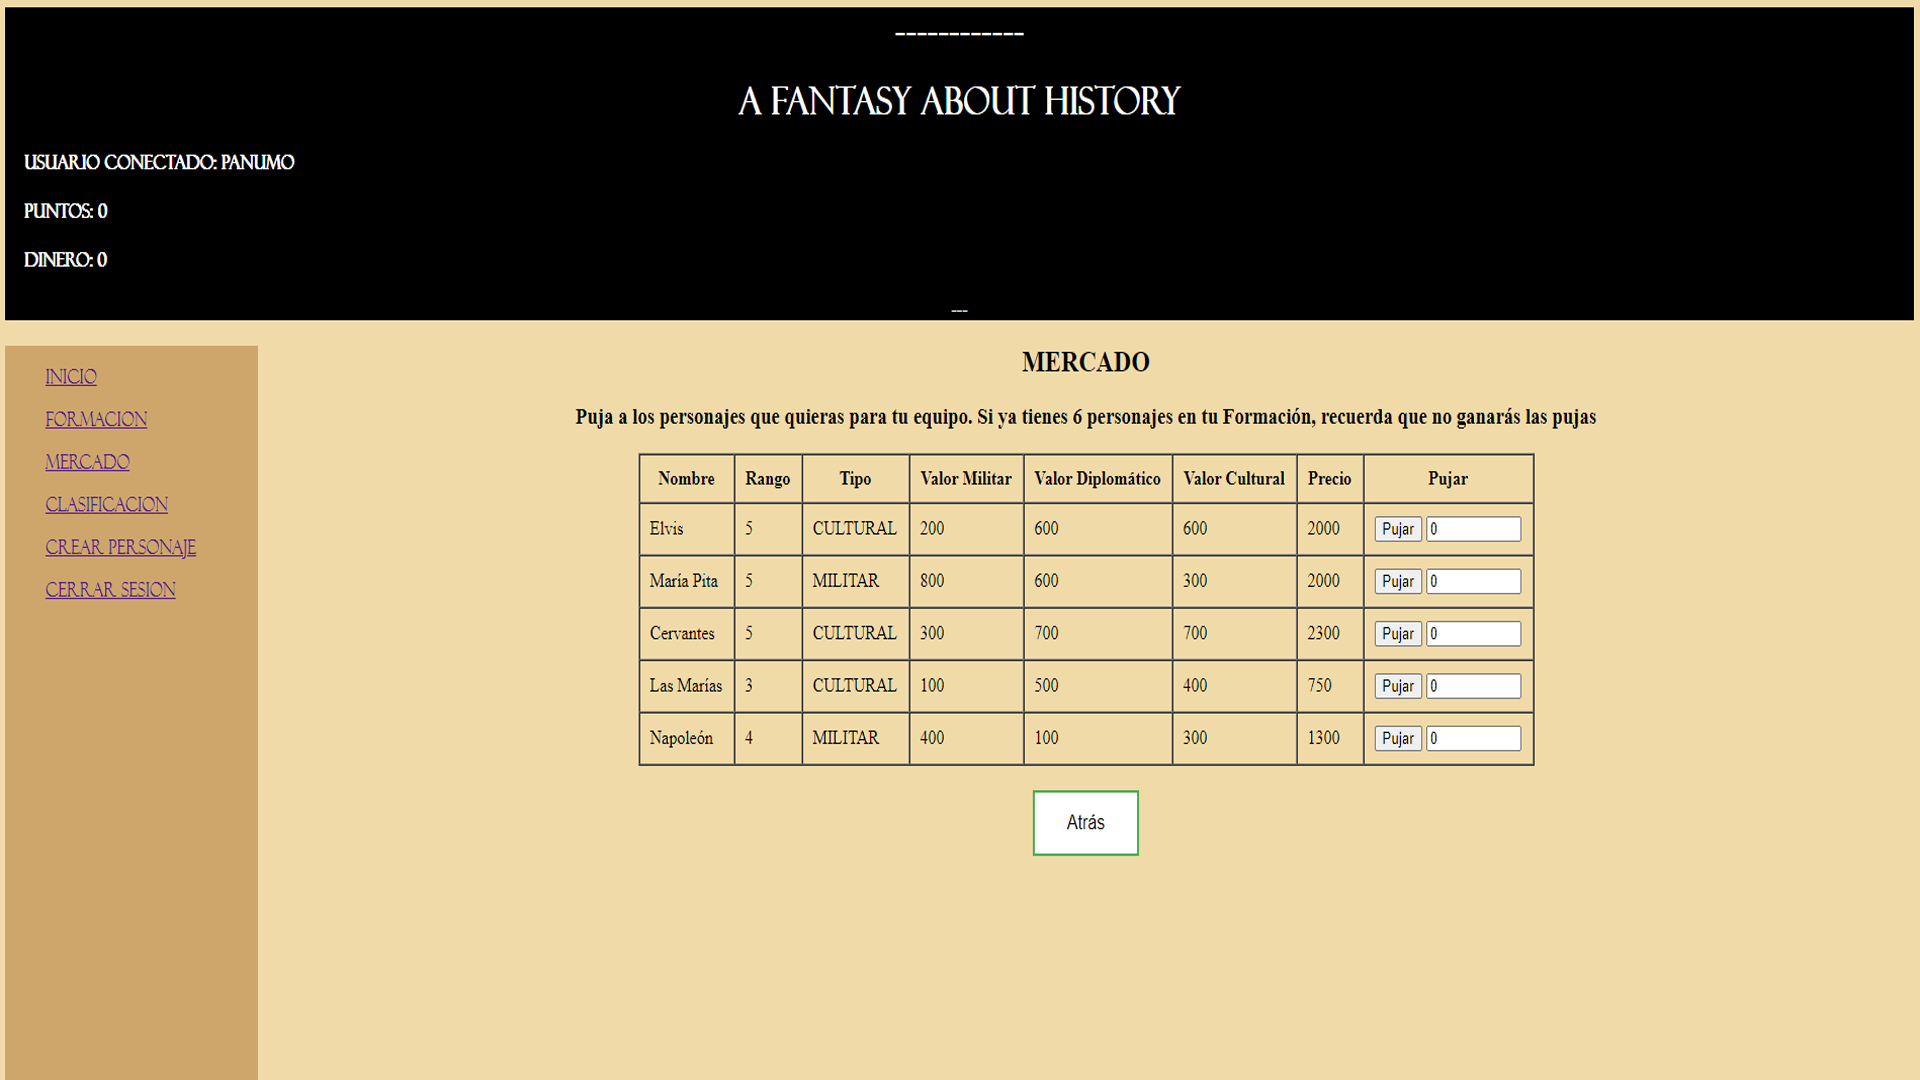 ------------
A FANTASY ABOUT HISTORY
USUARIO CONECTADO: PANUMO
PUNTOS: 0
DINERO: 0
---
INICIO
FORMACION
MERCADO
CLASIFICACION
CREAR PERSONAJE
CERRAR SESION
MERCADO
Puja a los personajes que quieras para tu equipo. Si ya tienes 6 personajes en tu Formación, recuerda que no ganarás las pujas
Nombre Rango Tipo Valor Militar Valor Diplomático Valor Cultural Precio Pujar
Elvis 5 CULTURAL 200 600 600 2000 Pujar 0
María Pita 5 MILITAR 800 600 300 2000 Pujar 0
Cervantes 5 CULTURAL 300 700 700 2300 Pujar 0
Las Marías 3 CULTURAL 100 500 400 750 Pujar 0
Napoleón 4 MILITAR 400 100 300 1300 Pujar 0
Atrás